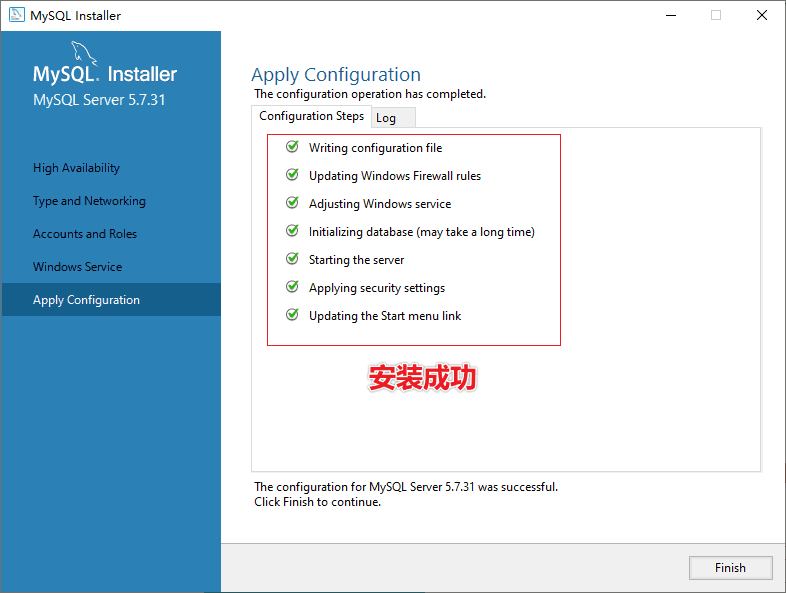 MySQL Installer
MySQL. Installer
MySQL Server 5.7.31
High Availability
Type and Networking
Accounts and Roles
Windows Service
Apply Configuration
Apply Configuration
The configuration operation has completed.
Configuration Steps Log
Writing configuration file
Updating Windows Firewall rules
Adjusting Windows service
Initializing database (may take a long time)
Starting the server
Applying security settings
Updating the Start menu link
安装成功
The configuration for MySQL Server 5.7.31 was successful.
Click Finish to continue.
Finish